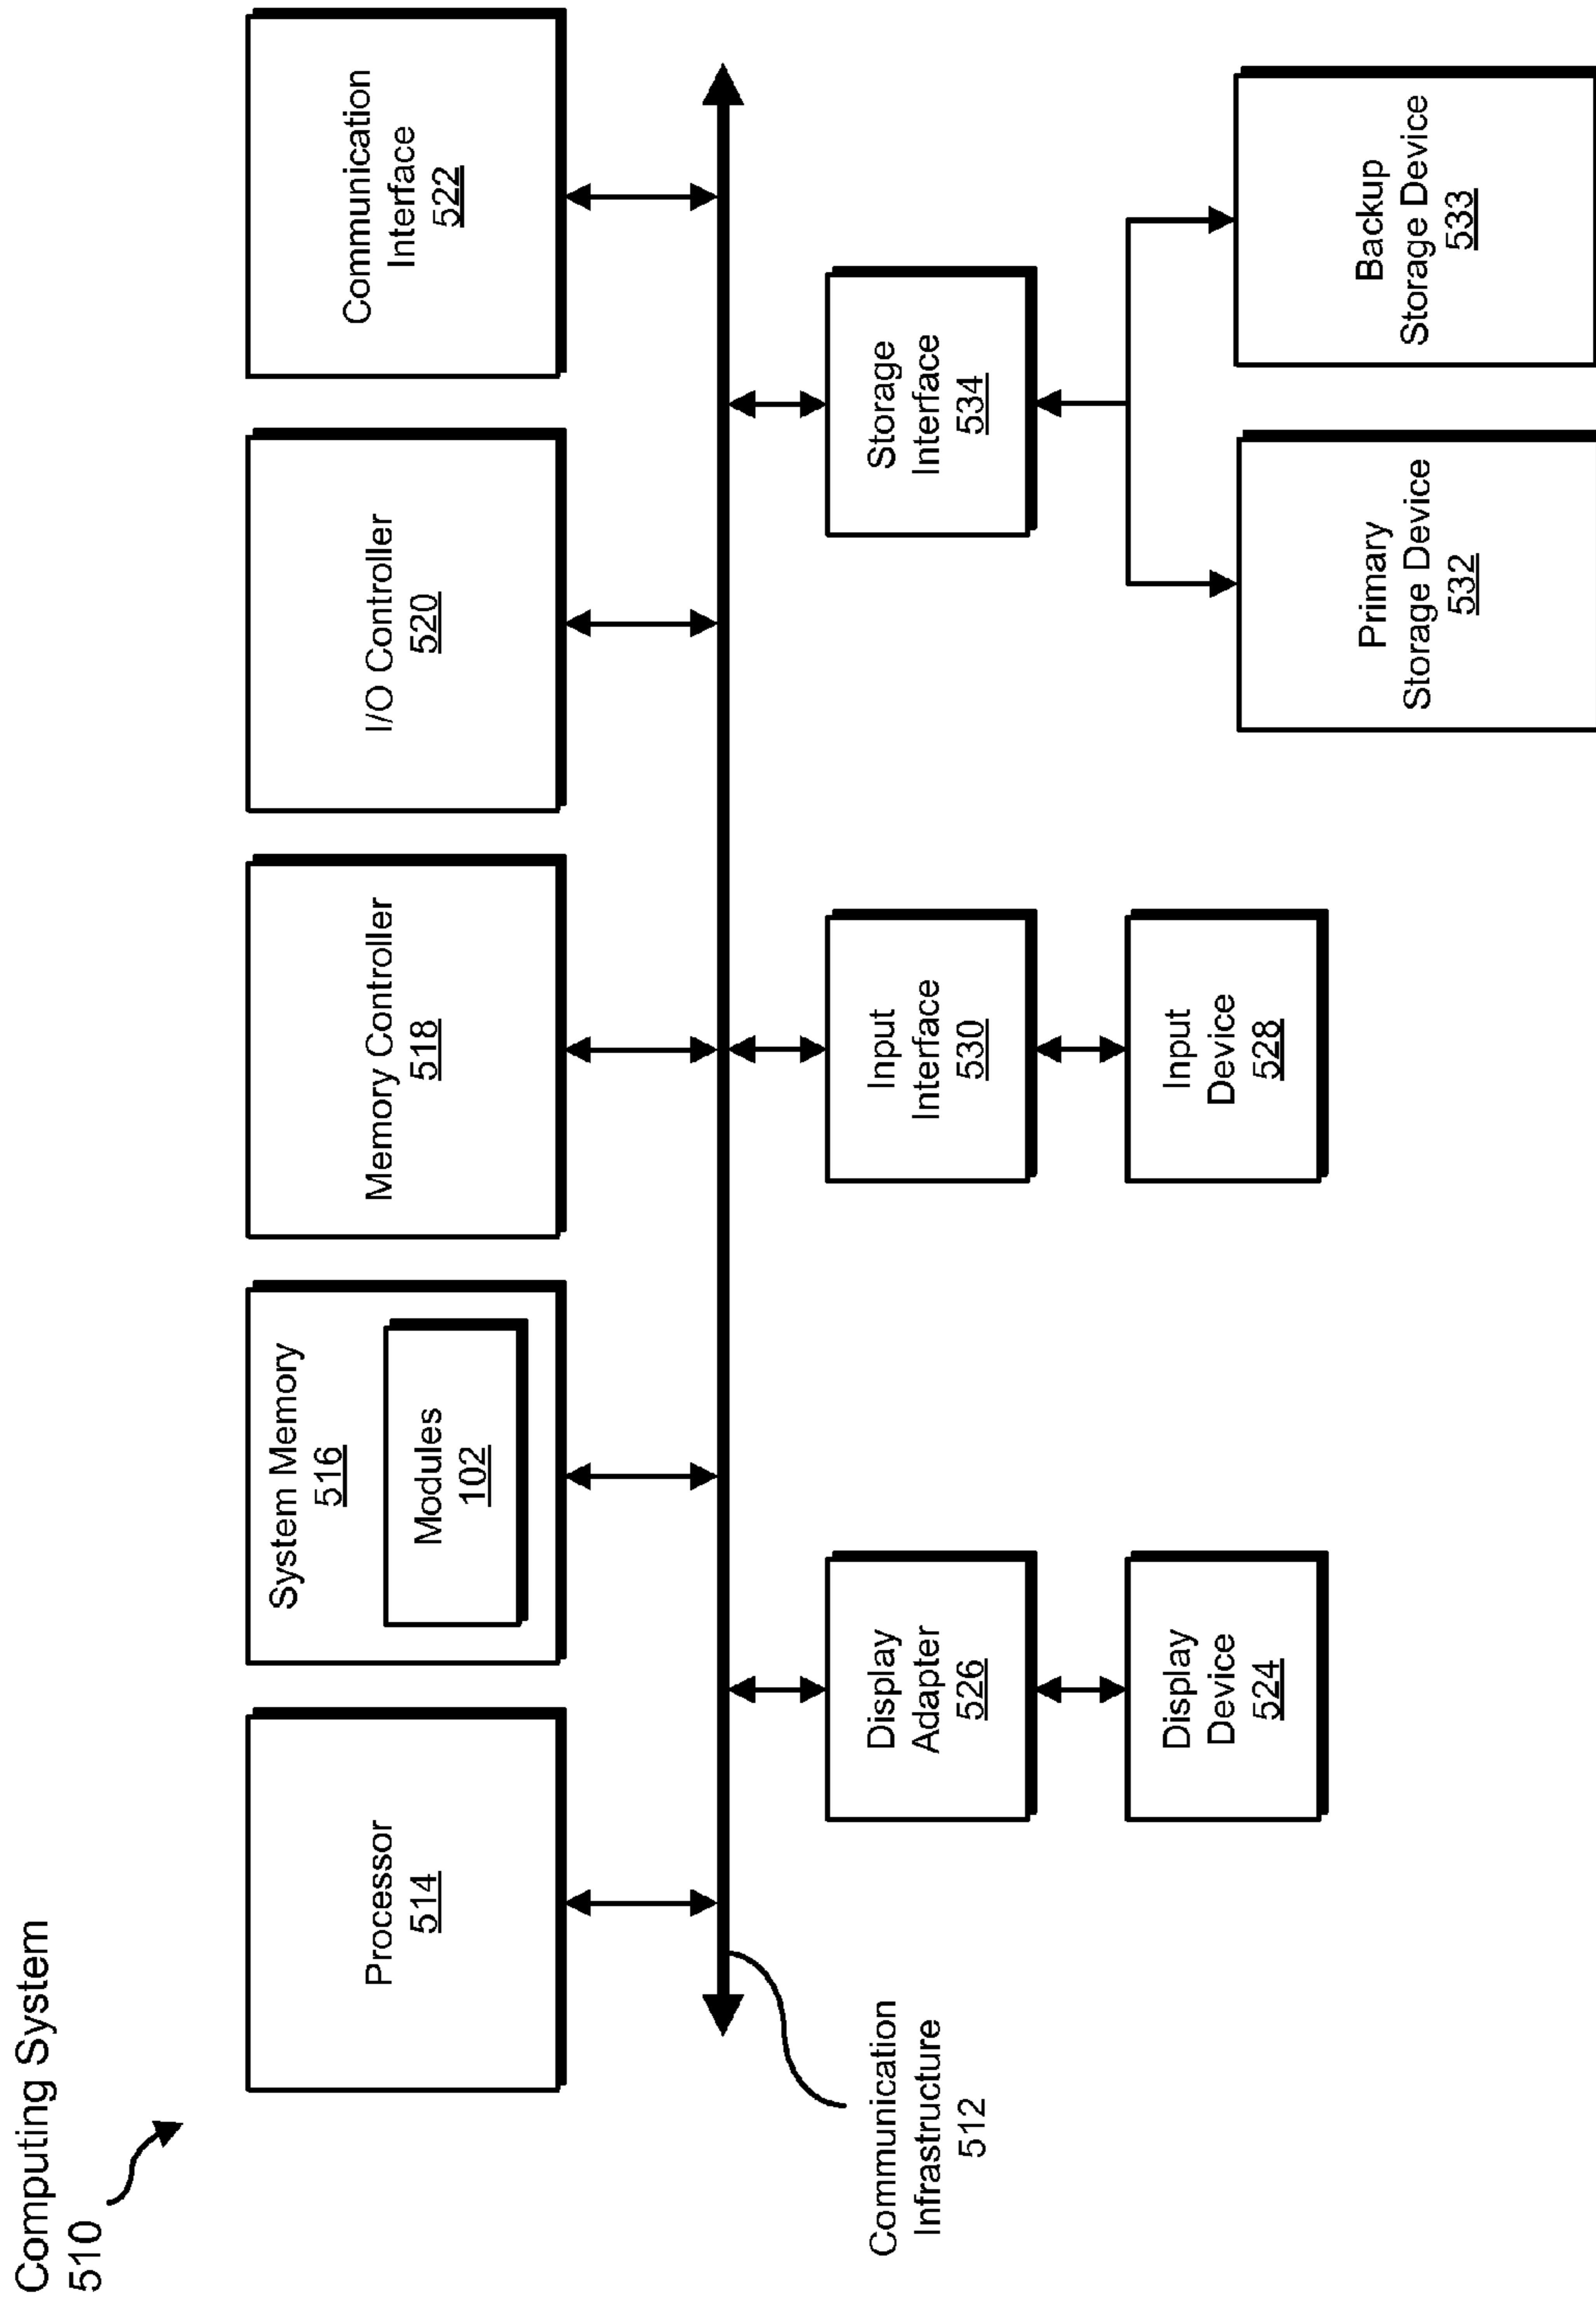 Computing System
510
Processor
514
System Memory
516
Modules
102
Memory Controller
518
I/O Controller
520
Communication
Interface
522
Communication
Infrastructure
512
Display
Adapter
526
Input
Interface
530
Storage
Interface
534
Display
Device
524
Input
Device
528
Primary
Storage Device
532
Backup
Storage Device
533